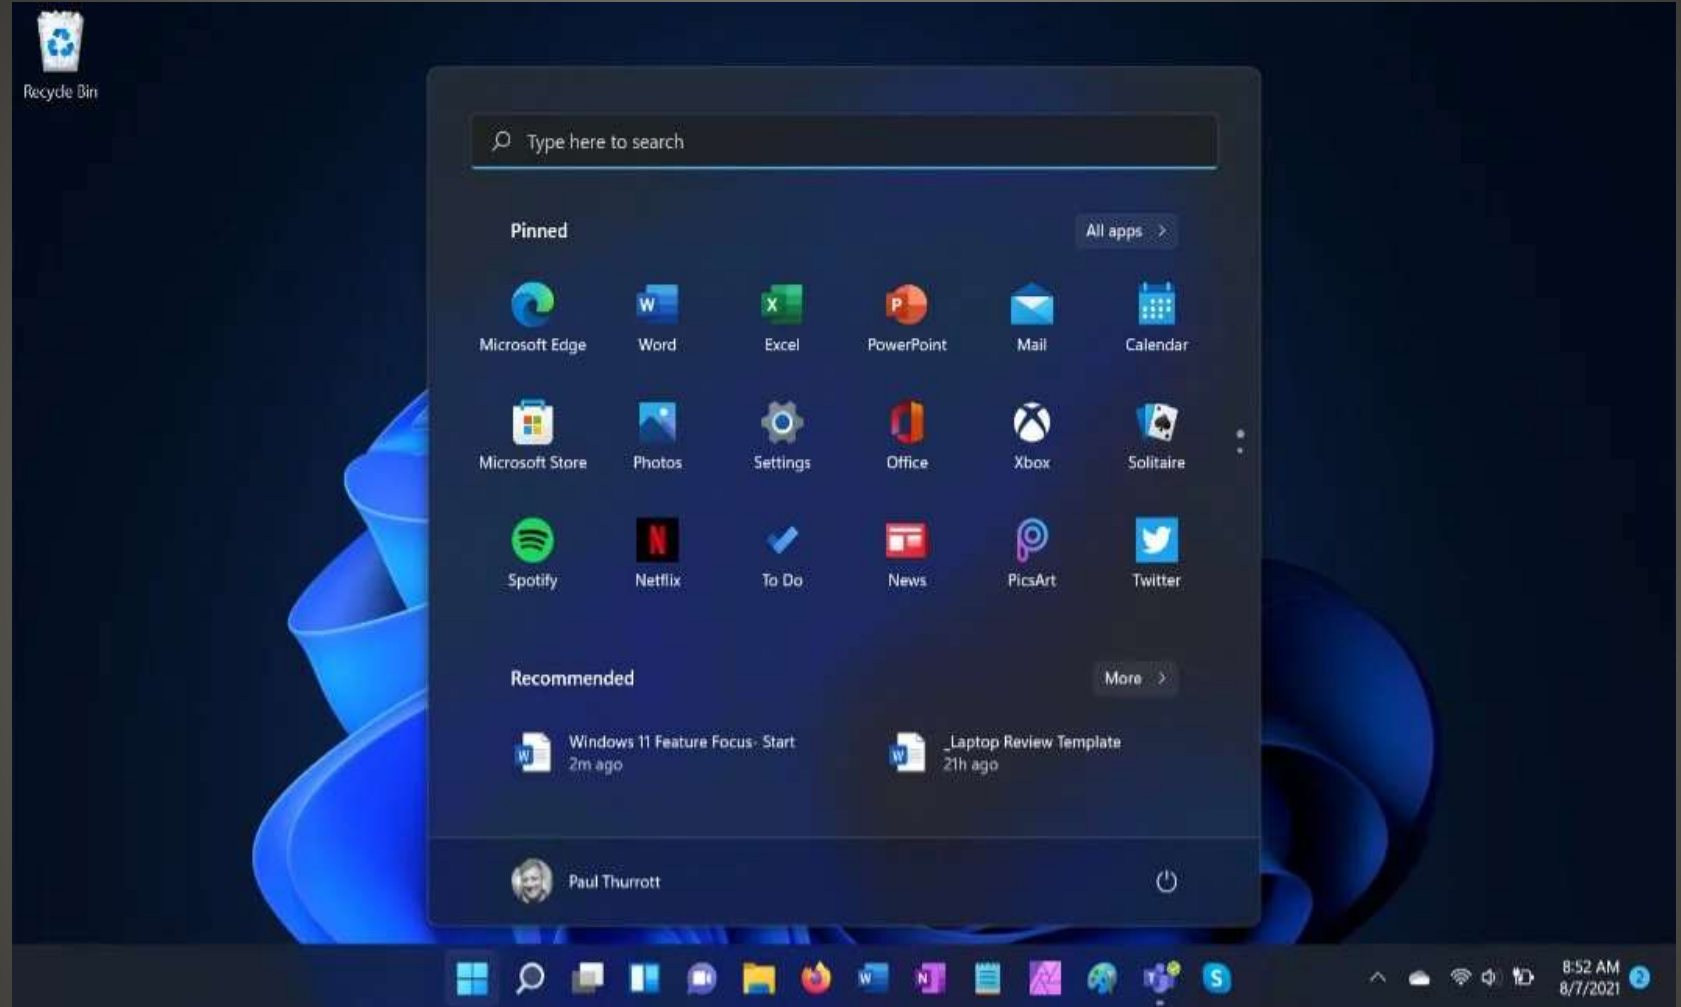 Recycle Bin
Type here to search
Pinned
All apps
Microsoft Edge
Word
Excel
PowerPoint
Mail
Calendar
Microsoft Store
Photos
Settings
Office
Xbox
Solitaire
Spotify
Netflix
To Do
News
PicsArt
Twitter
Recommended
More
Windows 11 Feature Focus- Start
2m ago
_Laptop Review Template
21h ago
Paul Thurrott
8:52 AM
8/7/2021
2